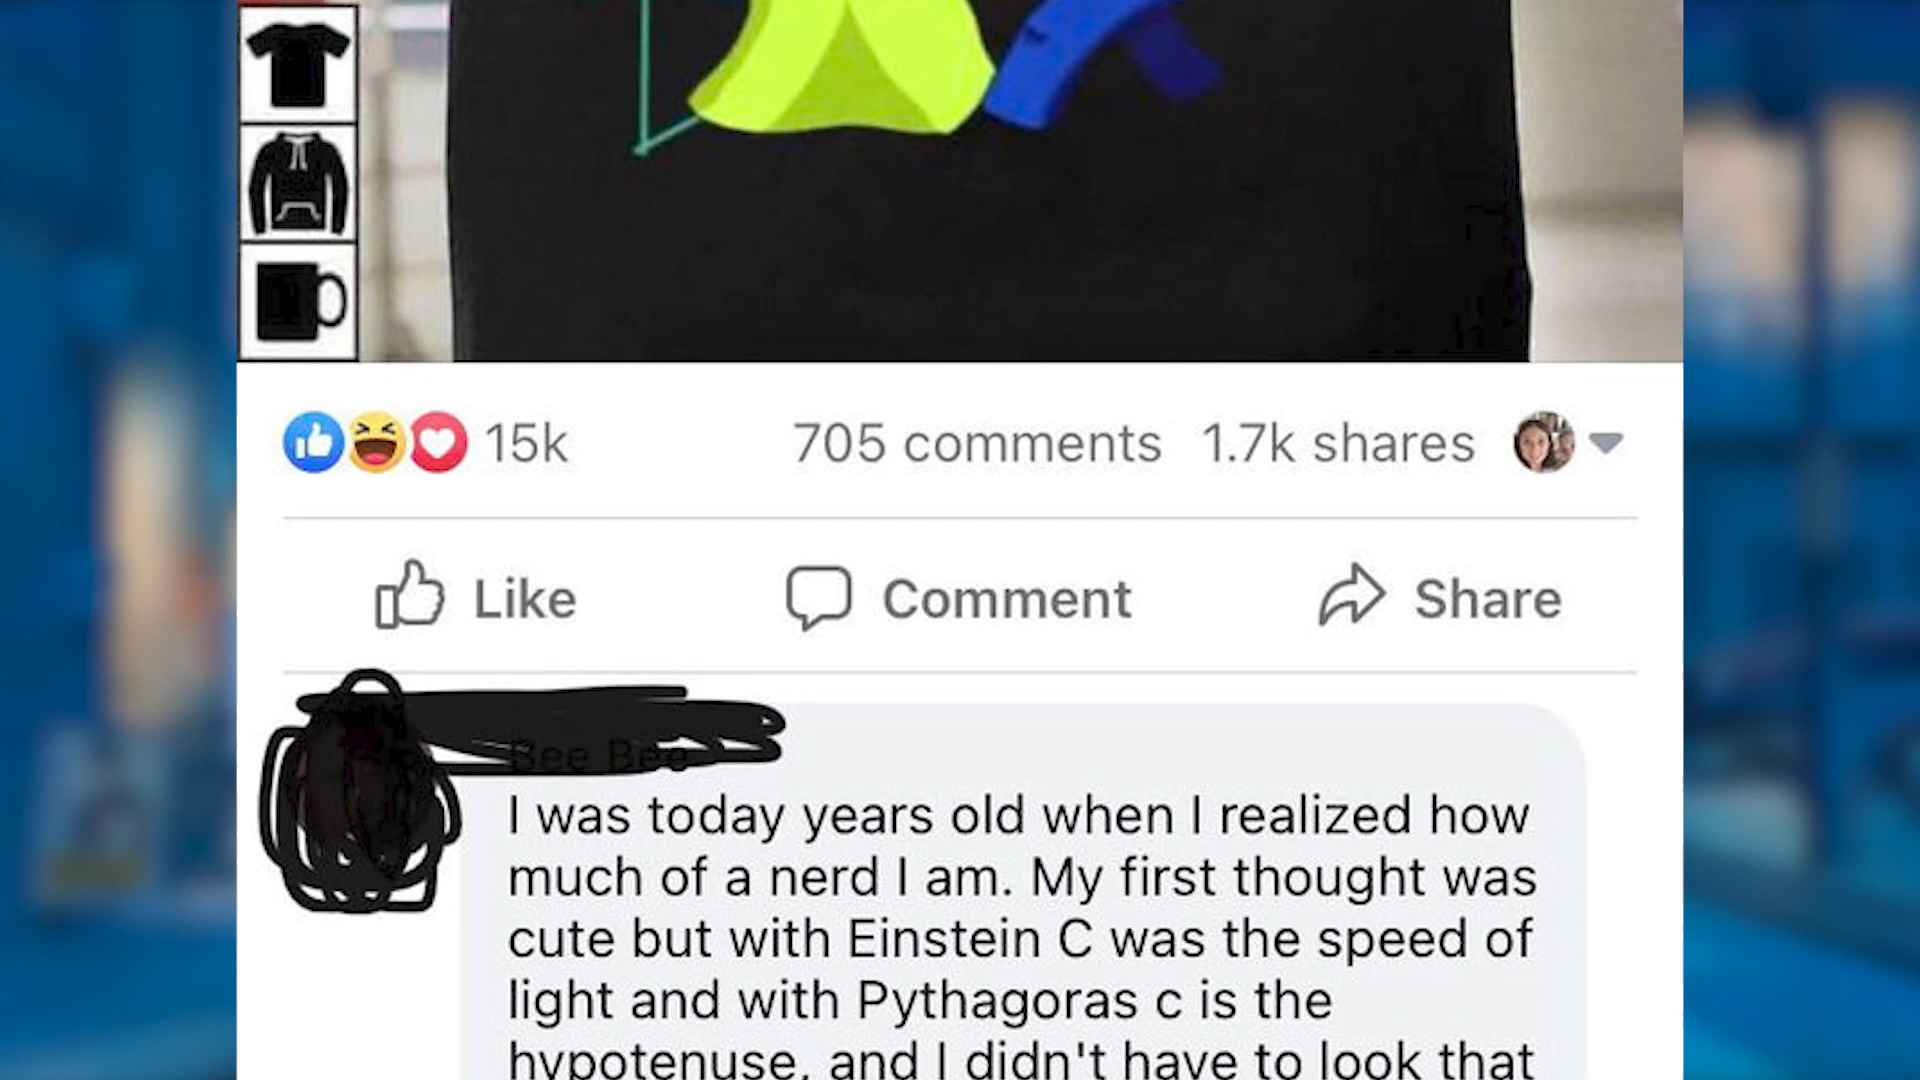 15k 705 comments 1.7k shares
Like Comment Share
I was today years old when I realized how
much of a nerd I am. My first thought was
cute but with Einstein C was the speed of
light and with Pythagoras c is the
hypotenuse, and I didn't have to look that